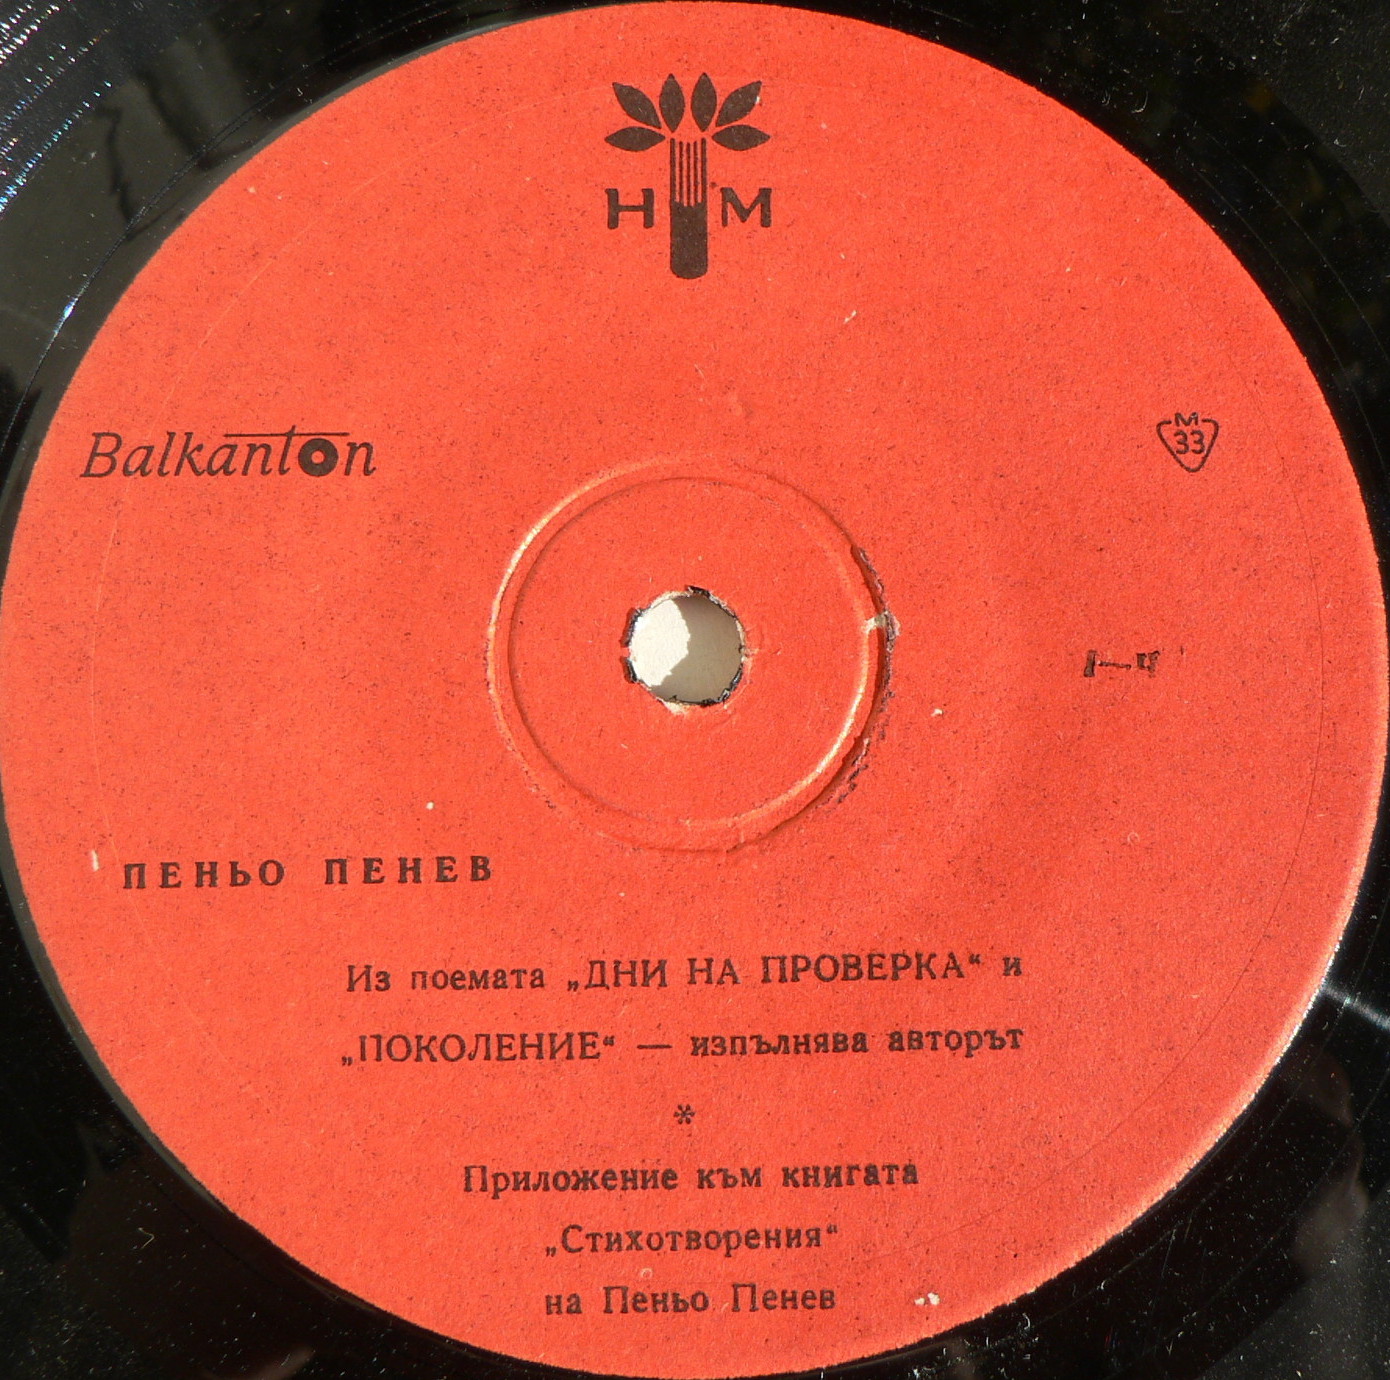 Н М
Balkanton
М
33
ПЕНЬО ПЕНЕВ
Из поемата „ДНИ НА ПРОВЕРКА“ и
„ПОКОЛЕНИЕ“ — изпълнява авторът
*
Приложение към книгата
„Стихотворения“
на Пеньо Пенев